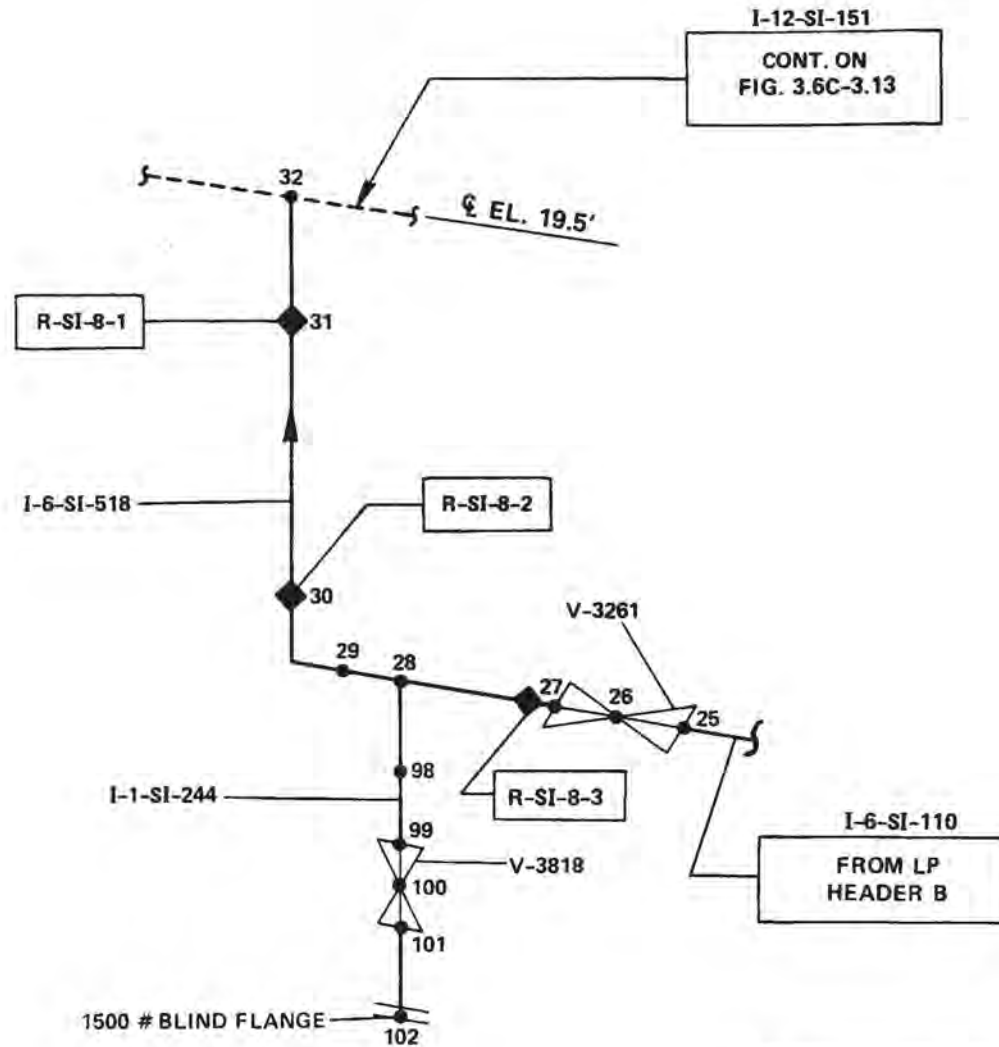 I-12-SI-151
CONT. ON
FIG. 3.6C-3.13
32
℄ EL. 19.5'
R-SI-8-1
31
I-6-SI-518
R-SI-8-2
30
V-3261
29
28
27
26
25
98
I-1-SI-244
R-SI-8-3
99
I-6-SI-110
V-3818
FROM LP
HEADER B
100
101
1500 # BLIND FLANGE
102